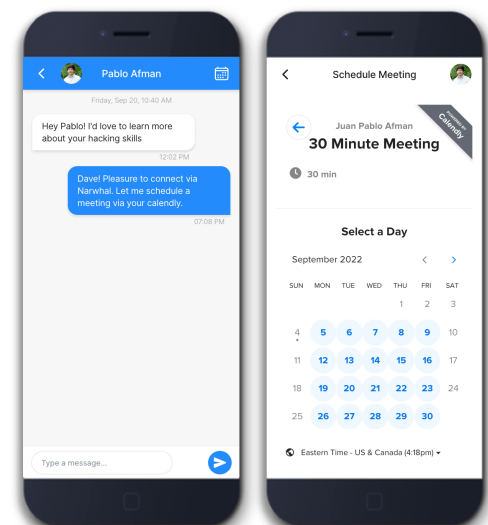 Pablo Afman
Friday, Sep 20, 10:40 AM
Hey Pablo! I'd love to learn more
about your hacking skills
12:02 PM
Dave! Pleasure to connect via
Narwhal. Let me schedule a
meeting via your calendly.
07:08 PM
Type a message...
Schedule Meeting
POWERED BY
Calendly
Juan Pablo Afman
30 Minute Meeting
30 min
Select a Day
September 2022
SUN MON TUE WED THU FRI SAT
1 2 3
4 5 6 7 8 9 10
11 12 13 14 15 16 17
18 19 20 21 22 23 24
25 26 27 28 29 30
Eastern Time - US & Canada (4:18pm)